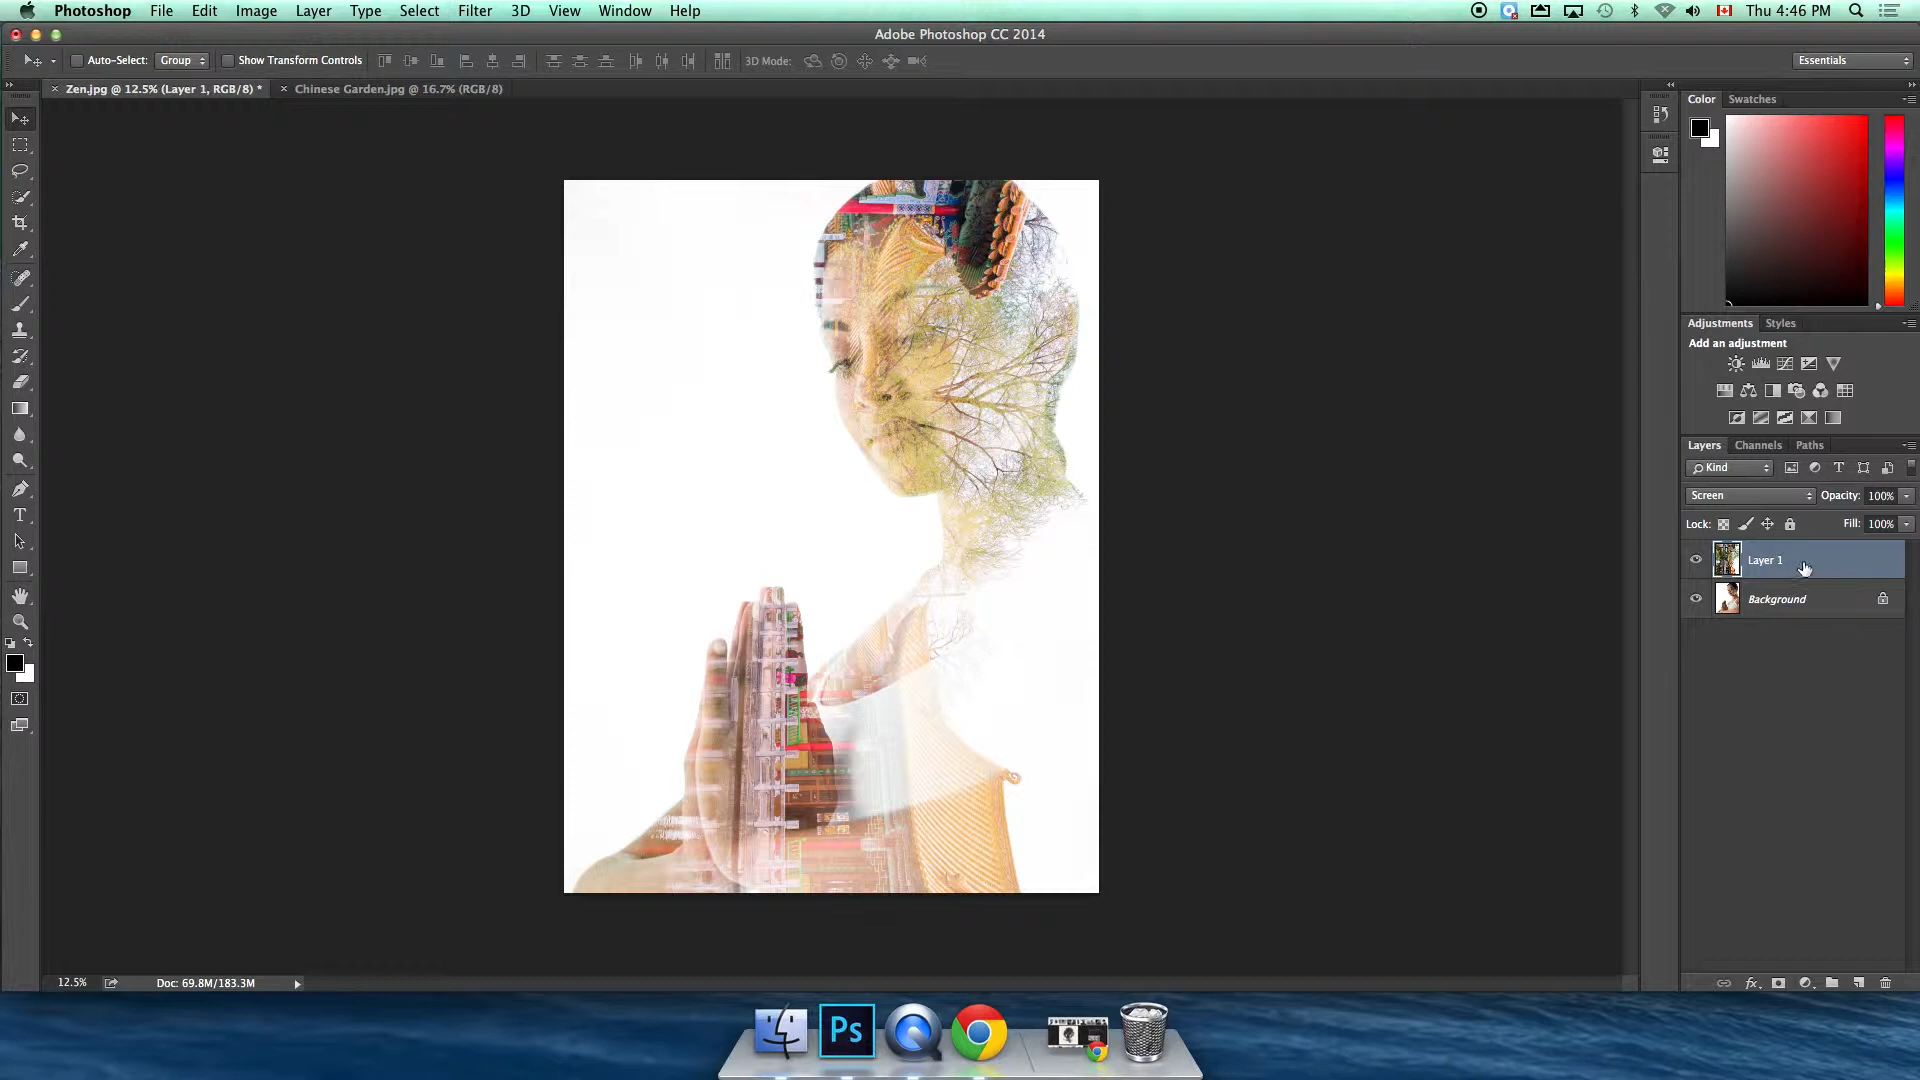 Photoshop File Edit Image Layer Type Select Filter 3D View Window Help Thu 4:46 PM
Adobe Photoshop CC 2014
Auto-Select: Group Show Transform Controls 3D Mode: Essentials
Zen.jpg @ 12.5% (Layer 1, RGB/8) * Chinese Garden.jpg @ 16.7% (RGB/8)
Color Swatches
Adjustments Styles
Add an adjustment
Layers Channels Paths
Kind
Screen Opacity: 100%
Lock: Fill: 100%
Layer 1
Background
12.5% Doc: 69.8M/183.3M
Ps